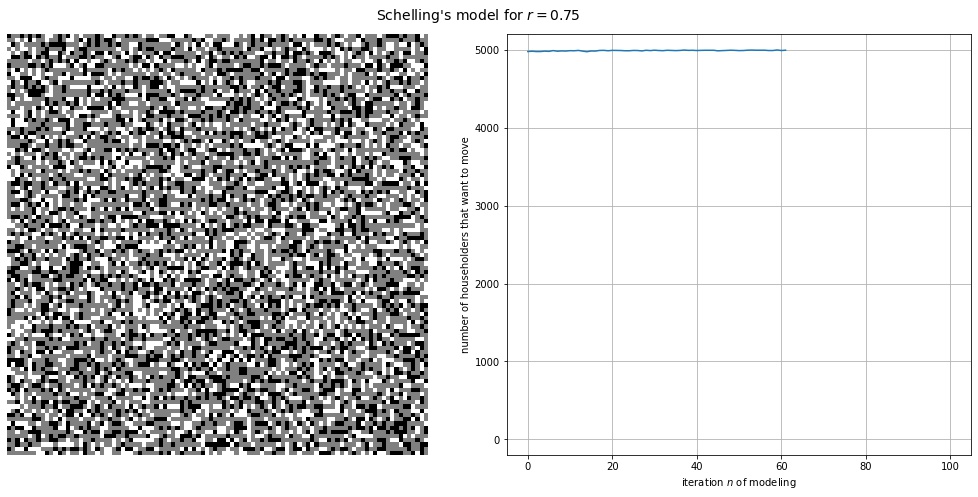 Schelling's model for r = 0.75
number of householders that want to move
5000
4000
3000
2000
1000
0
0 20 40 60 80 100
iteration n of modeling